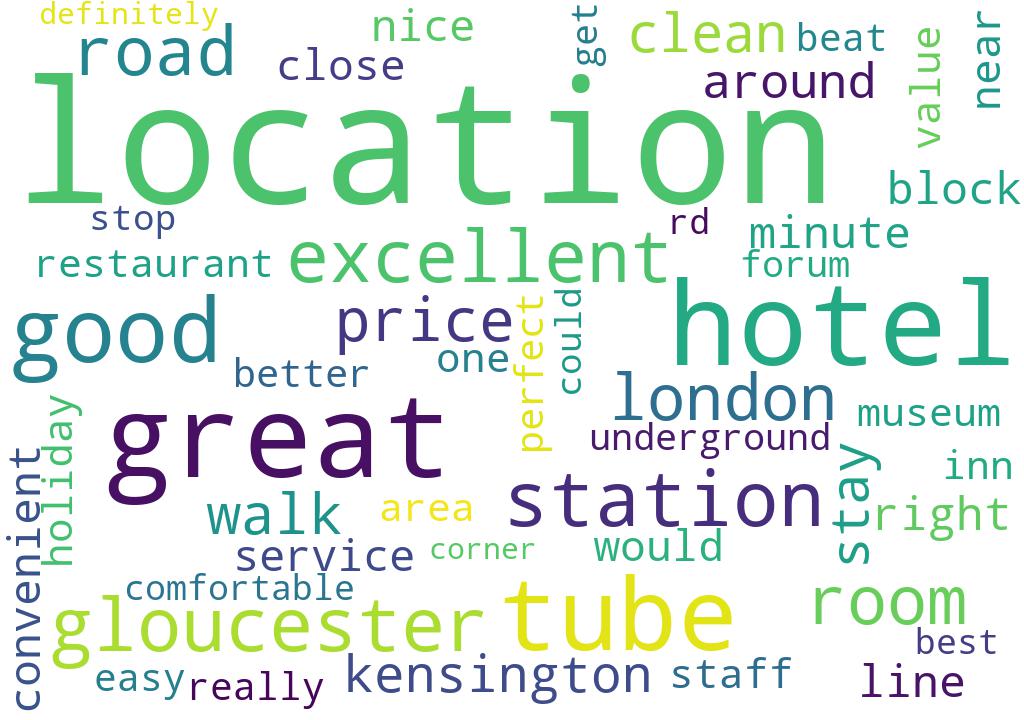 definitely
nice
get
clean
beat
near
road
close
around
value
location
block
stop
rd
minute
restaurant
excellent
forum
hotel
good
price
perfect
could
one
better
london
museum
great
underground
holiday
convenient
stay
inn
station
walk
area
right
service
corner
would
comfortable
gloucester
tube
room
best
easy
really
kensington
staff
line